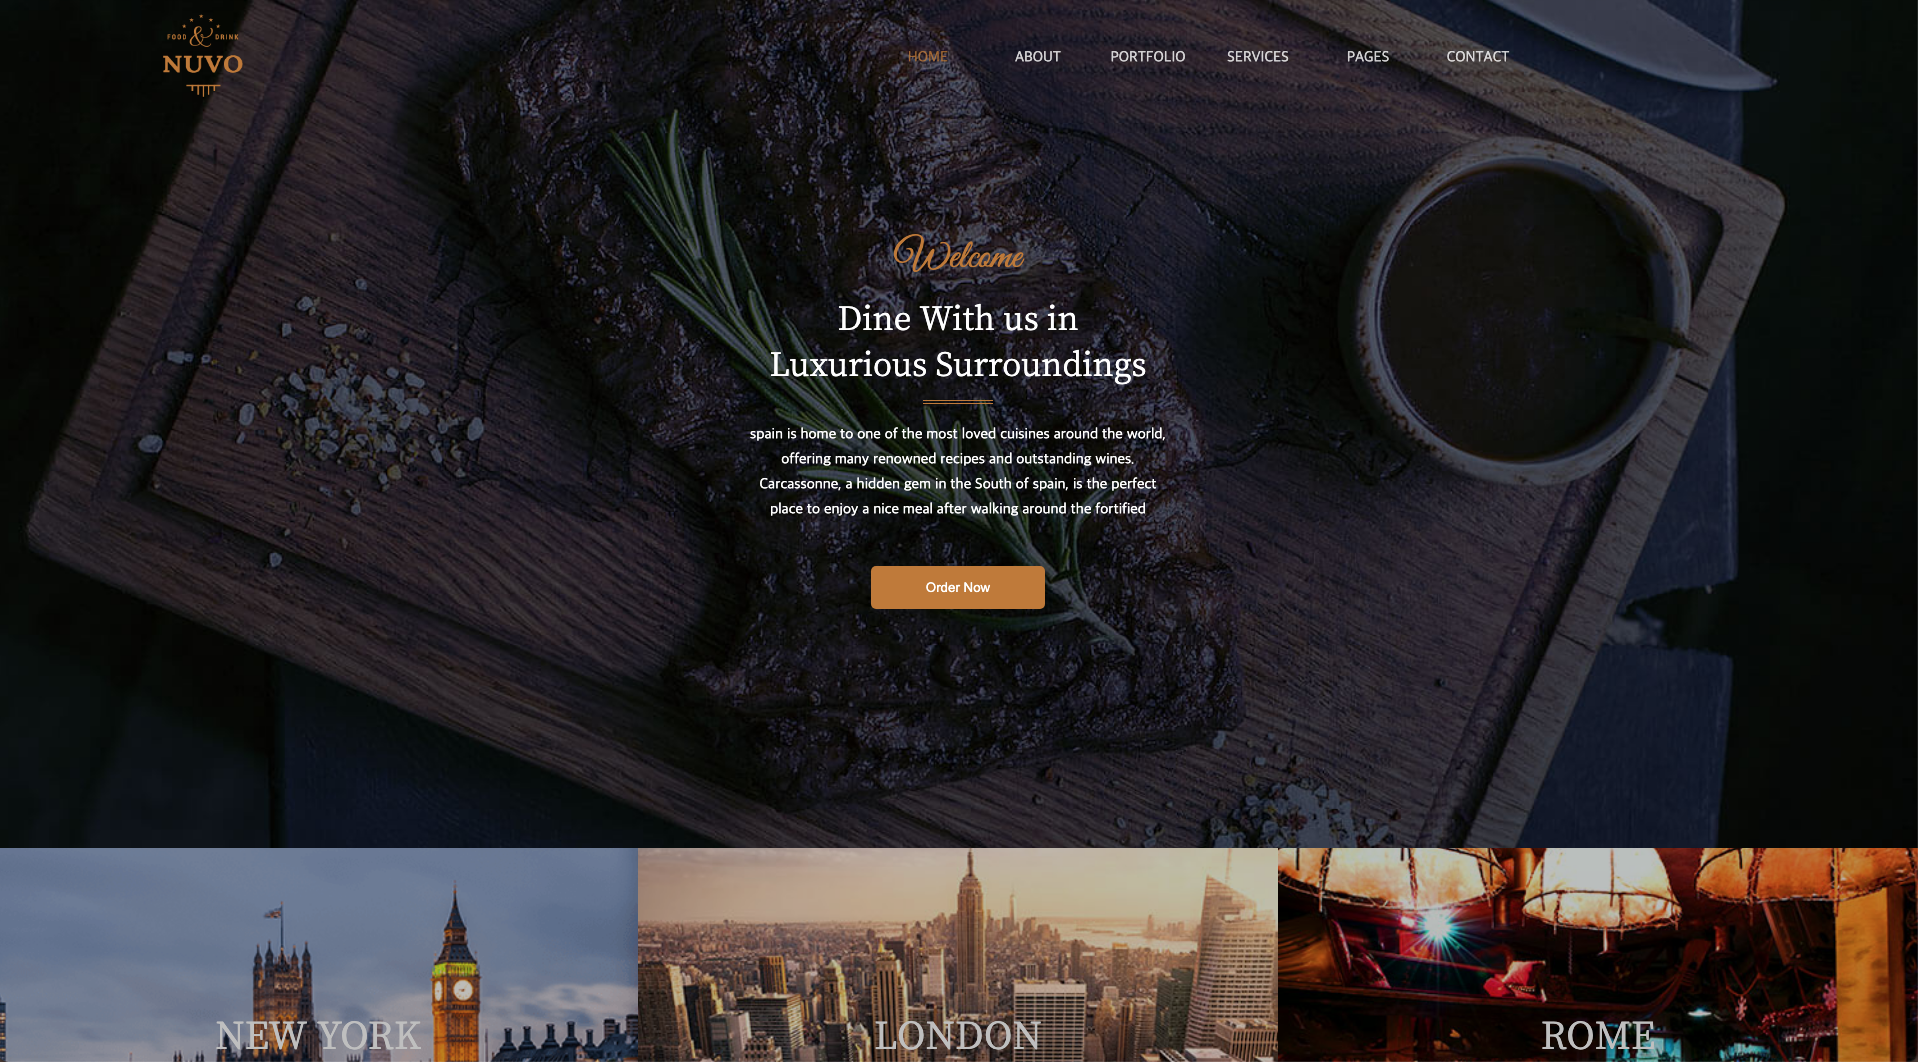 FOOD & DRINK
NUVO
HOME ABOUT PORTFOLIO SERVICES PAGES CONTACT
Welcome
Dine With us in
Luxurious Surroundings
spain is home to one of the most loved cuisines around the world,
offering many renowned recipes and outstanding wines.
Carcassonne, a hidden gem in the South of spain, is the perfect
place to enjoy a nice meal after walking around the fortified
Order Now
NEW YORK LONDON ROME